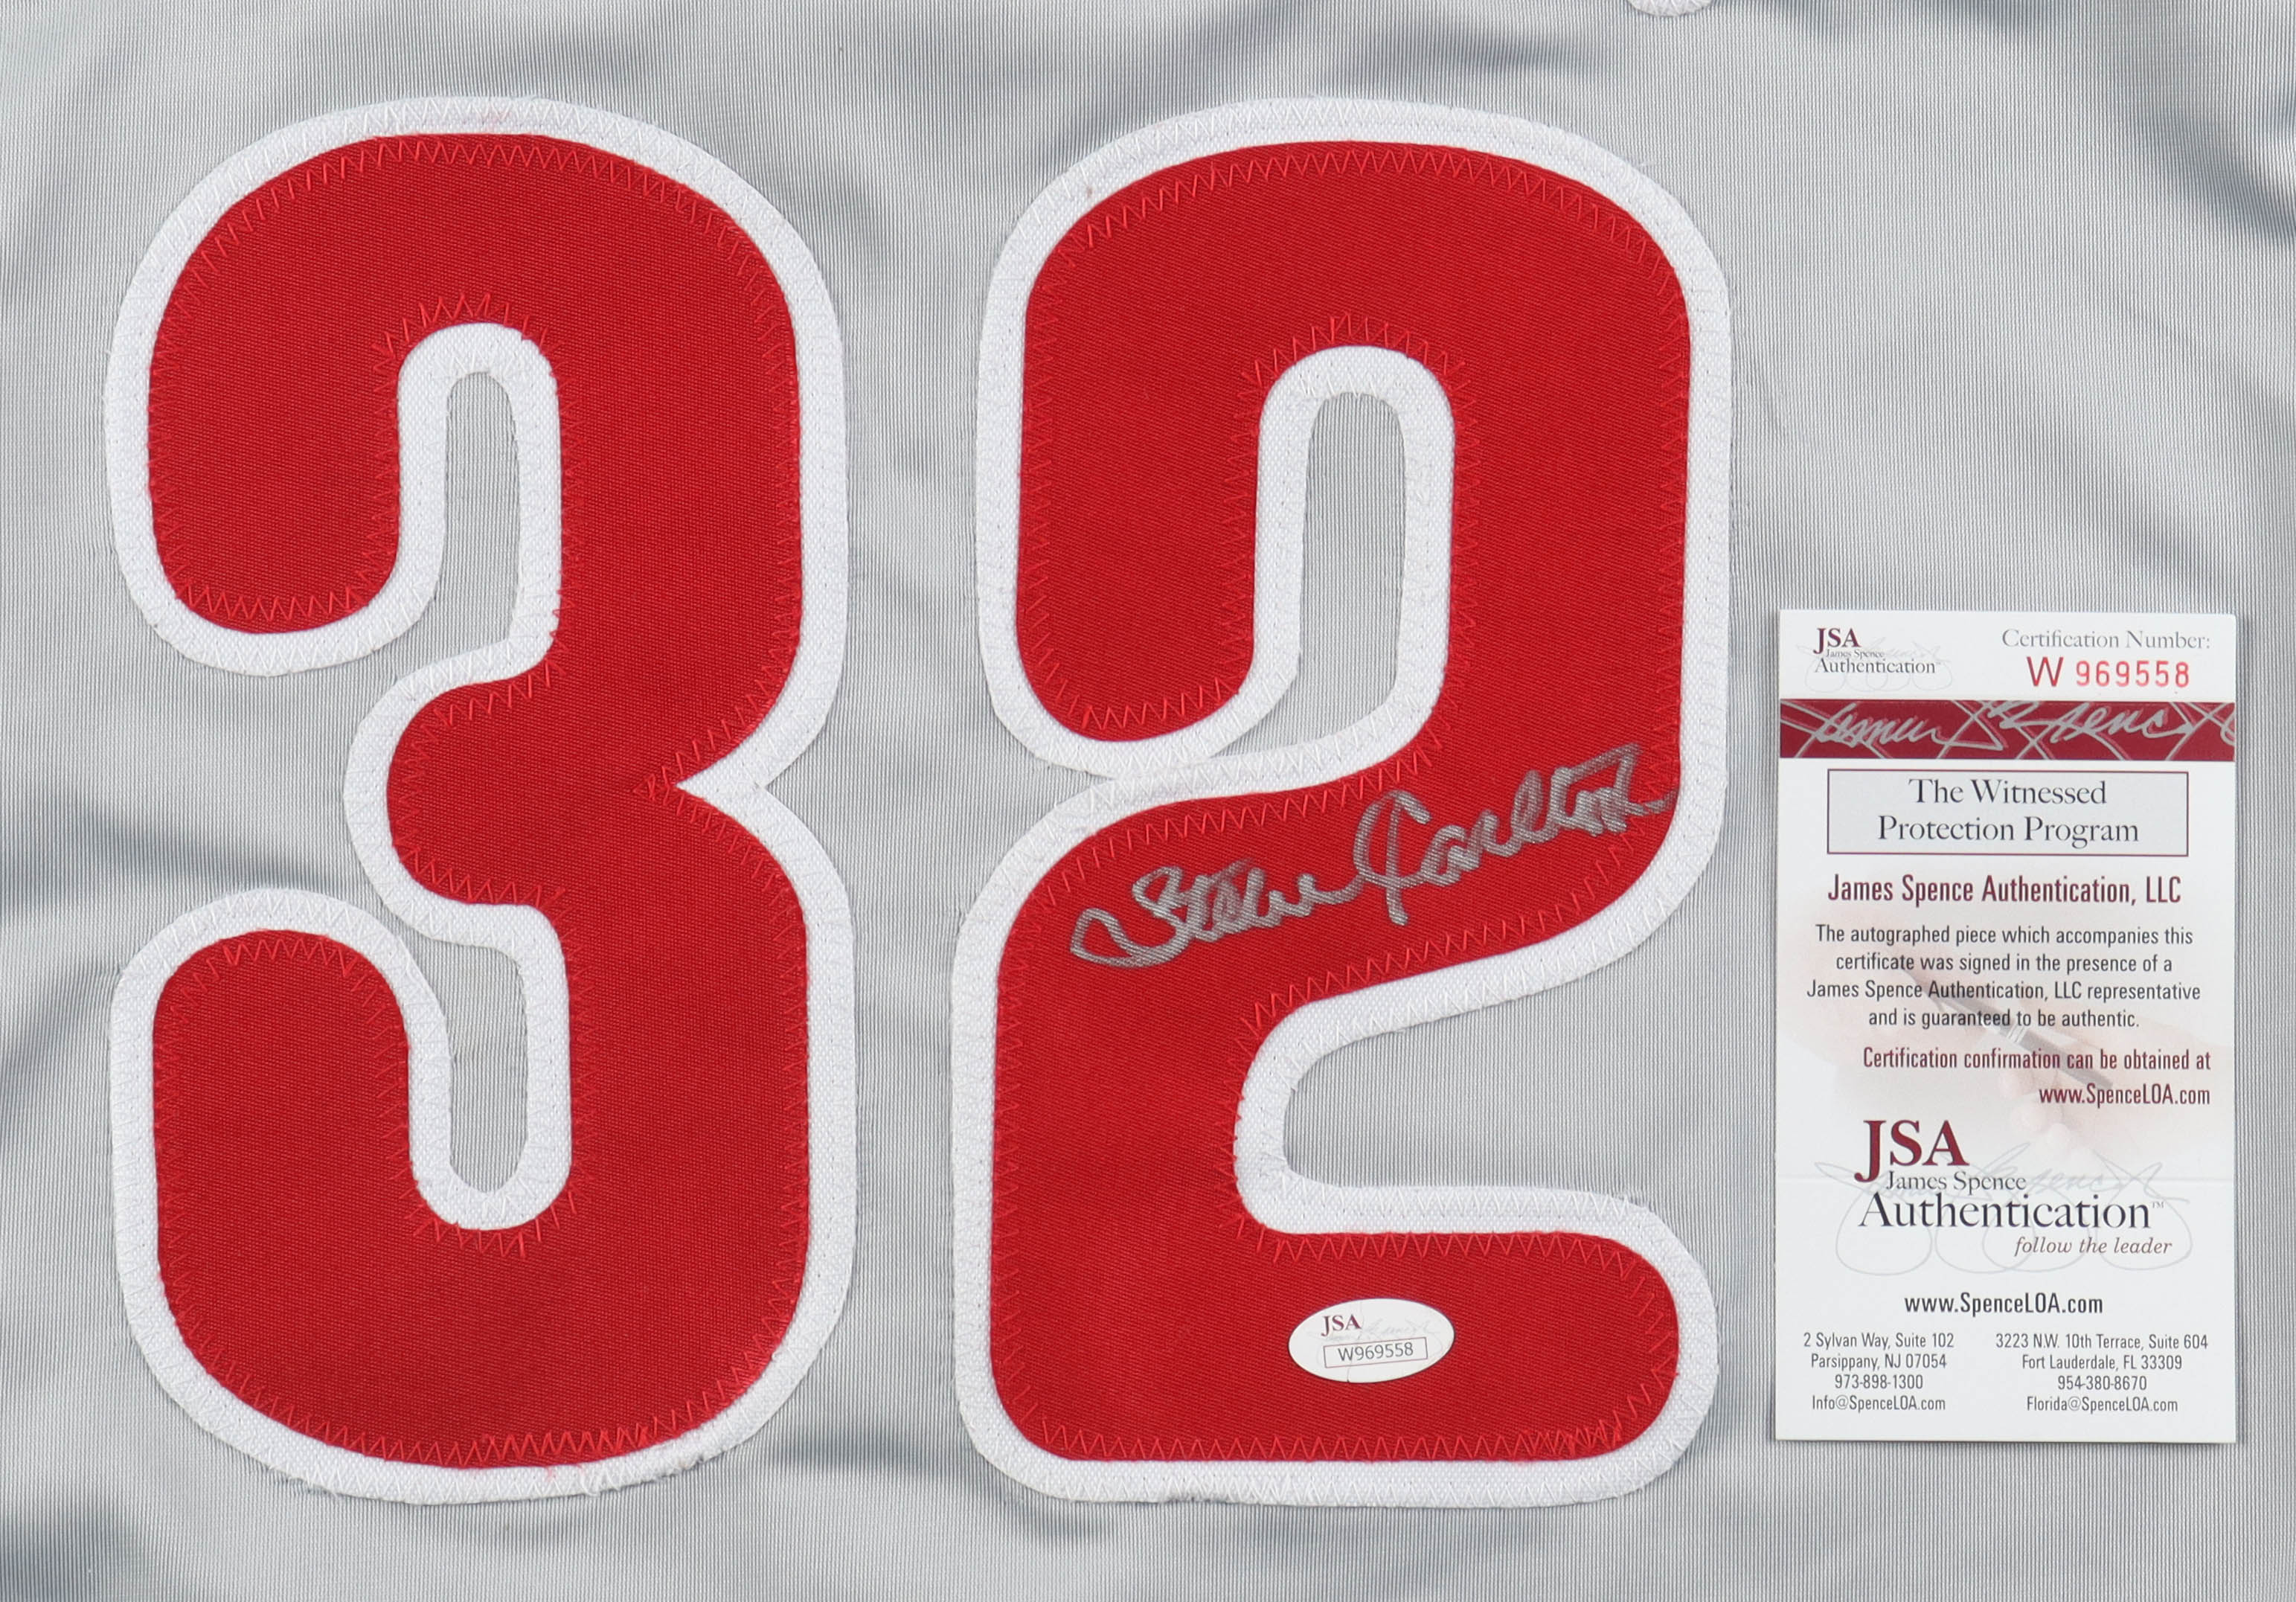 32
Steve Carlton
JSA
W969558
JSA
James Spence
Authentication
Certification Number:
W 969558
James Spence
The Witnessed
Protection Program
James Spence Authentication, LLC
The autographed piece which accompanies this
certificate was signed in the presence of a
James Spence Authentication, LLC representative
and is guaranteed to be authentic.
Certification confirmation can be obtained at
www.SpenceLOA.com
JSA
James Spence
Authentication™
follow the leader
www.SpenceLOA.com
2 Sylvan Way, Suite 102
Parsippany, NJ 07054
973-898-1300
Info@SpenceLOA.com
3223 N.W. 10th Terrace, Suite 604
Fort Lauderdale, FL 33309
954-380-8670
Florida@SpenceLOA.com